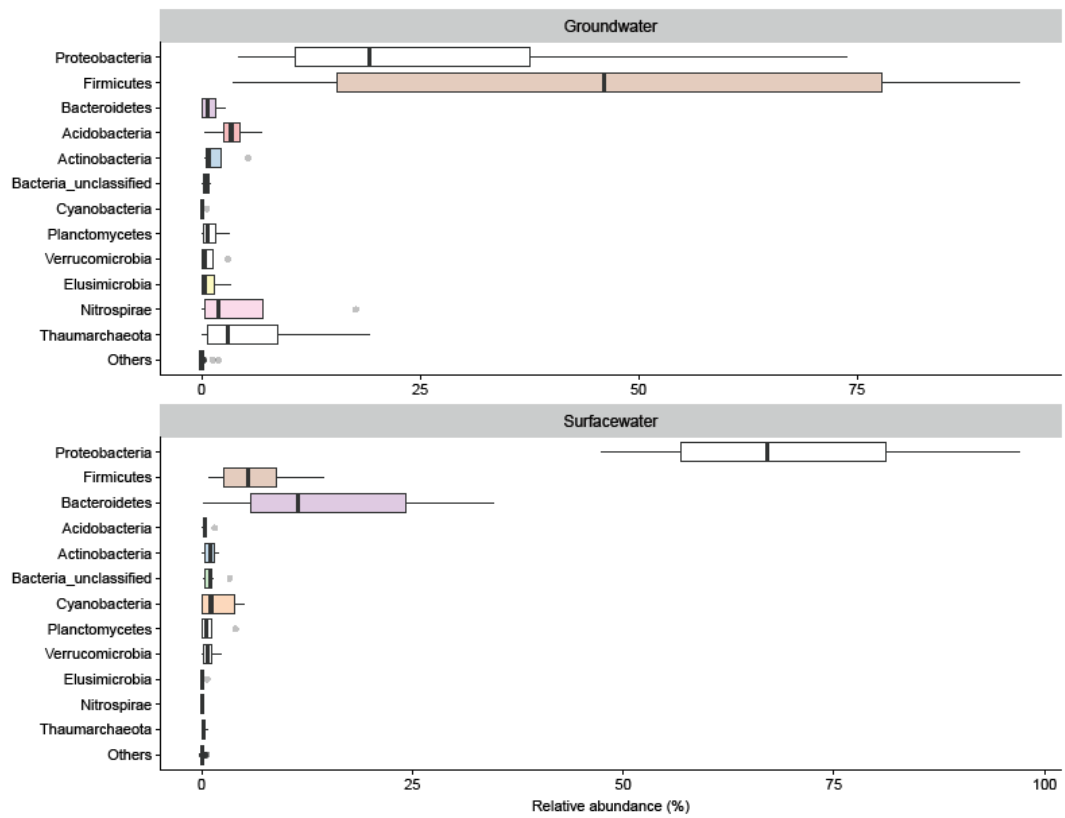 Groundwater
Proteobacteria
Firmicutes
Bacteroidetes
Acidobacteria
Actinobacteria
Bacteria_unclassified
Cyanobacteria
Planctomycetes
Verrucomicrobia
Elusimicrobia
Nitrospirae
Thaumarchaeota
Others
0 25 50 75
Surfacewater
Proteobacteria
Firmicutes
Bacteroidetes
Acidobacteria
Actinobacteria
Bacteria_unclassified
Cyanobacteria
Planctomycetes
Verrucomicrobia
Elusimicrobia
Nitrospirae
Thaumarchaeota
Others
0 25 50 75 100
Relative abundance (%)